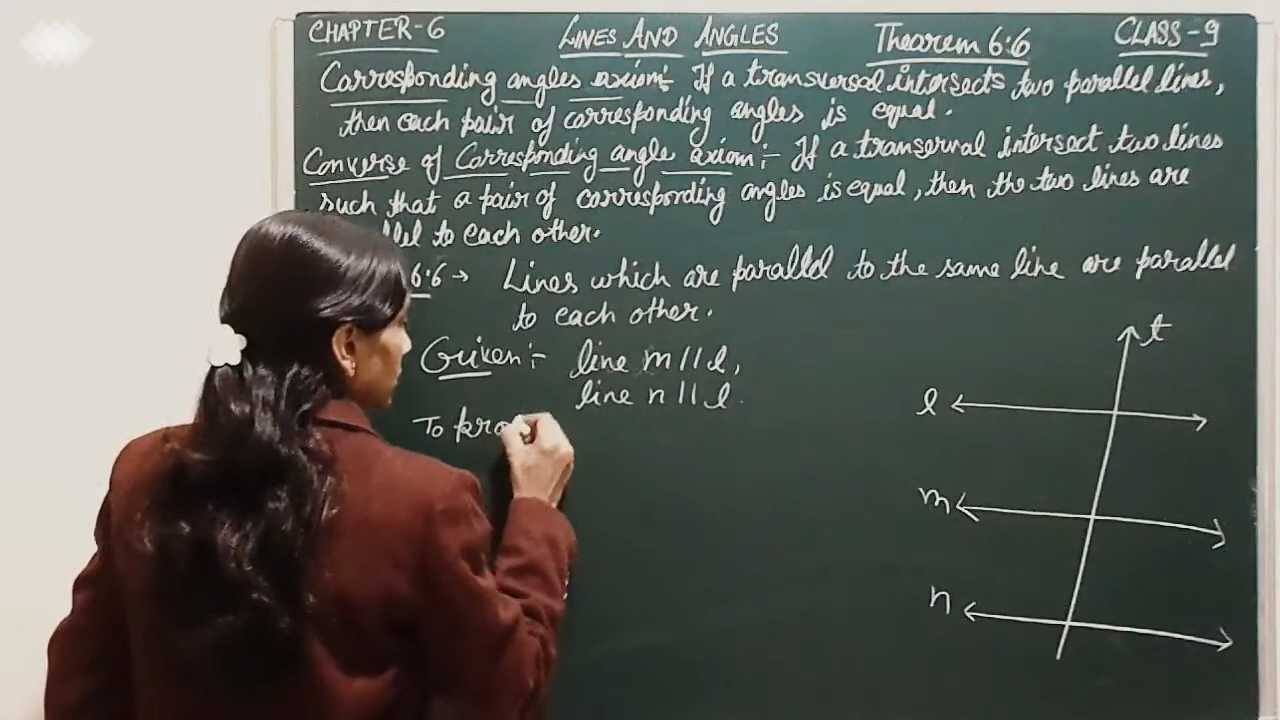 CHAPTER-6 LINES AND ANGLES Theorem 6.6 CLASS-9
Corresponding angles axiom:- If a transversal intersects two parallel lines,
then each pair of corresponding angles is equal.
Converse of Corresponding angle axiom:- If a transerval intersect two lines
such that a pair of corresponding angles is equal, then the two lines are
llel to each other.
6.6 → Lines which are parallel to the same line are parallel
to each other.
Given:- line m // l,
line n // l.
To pro
t
l
m
n